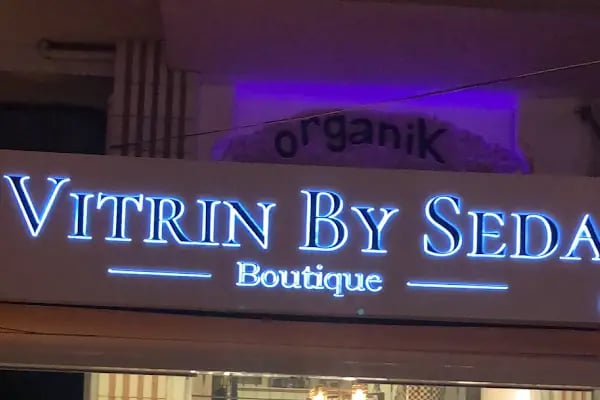 organik
VITRIN BY SEDA
Boutique